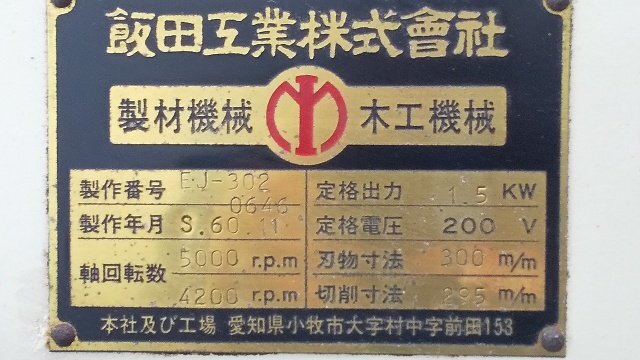 飯田工業株式會社
製材機械 木工機械
製作番号 EJ-302 0646
製作年月 S.60.11
軸回転数 5000 r.p.m
4200 r.p.m
定格出力 1.5 KW
定格電圧 200 V
刃物寸法 300 m/m
切削寸法 295 m/m
本社及び工場 愛知県小牧市大字村中字前田153